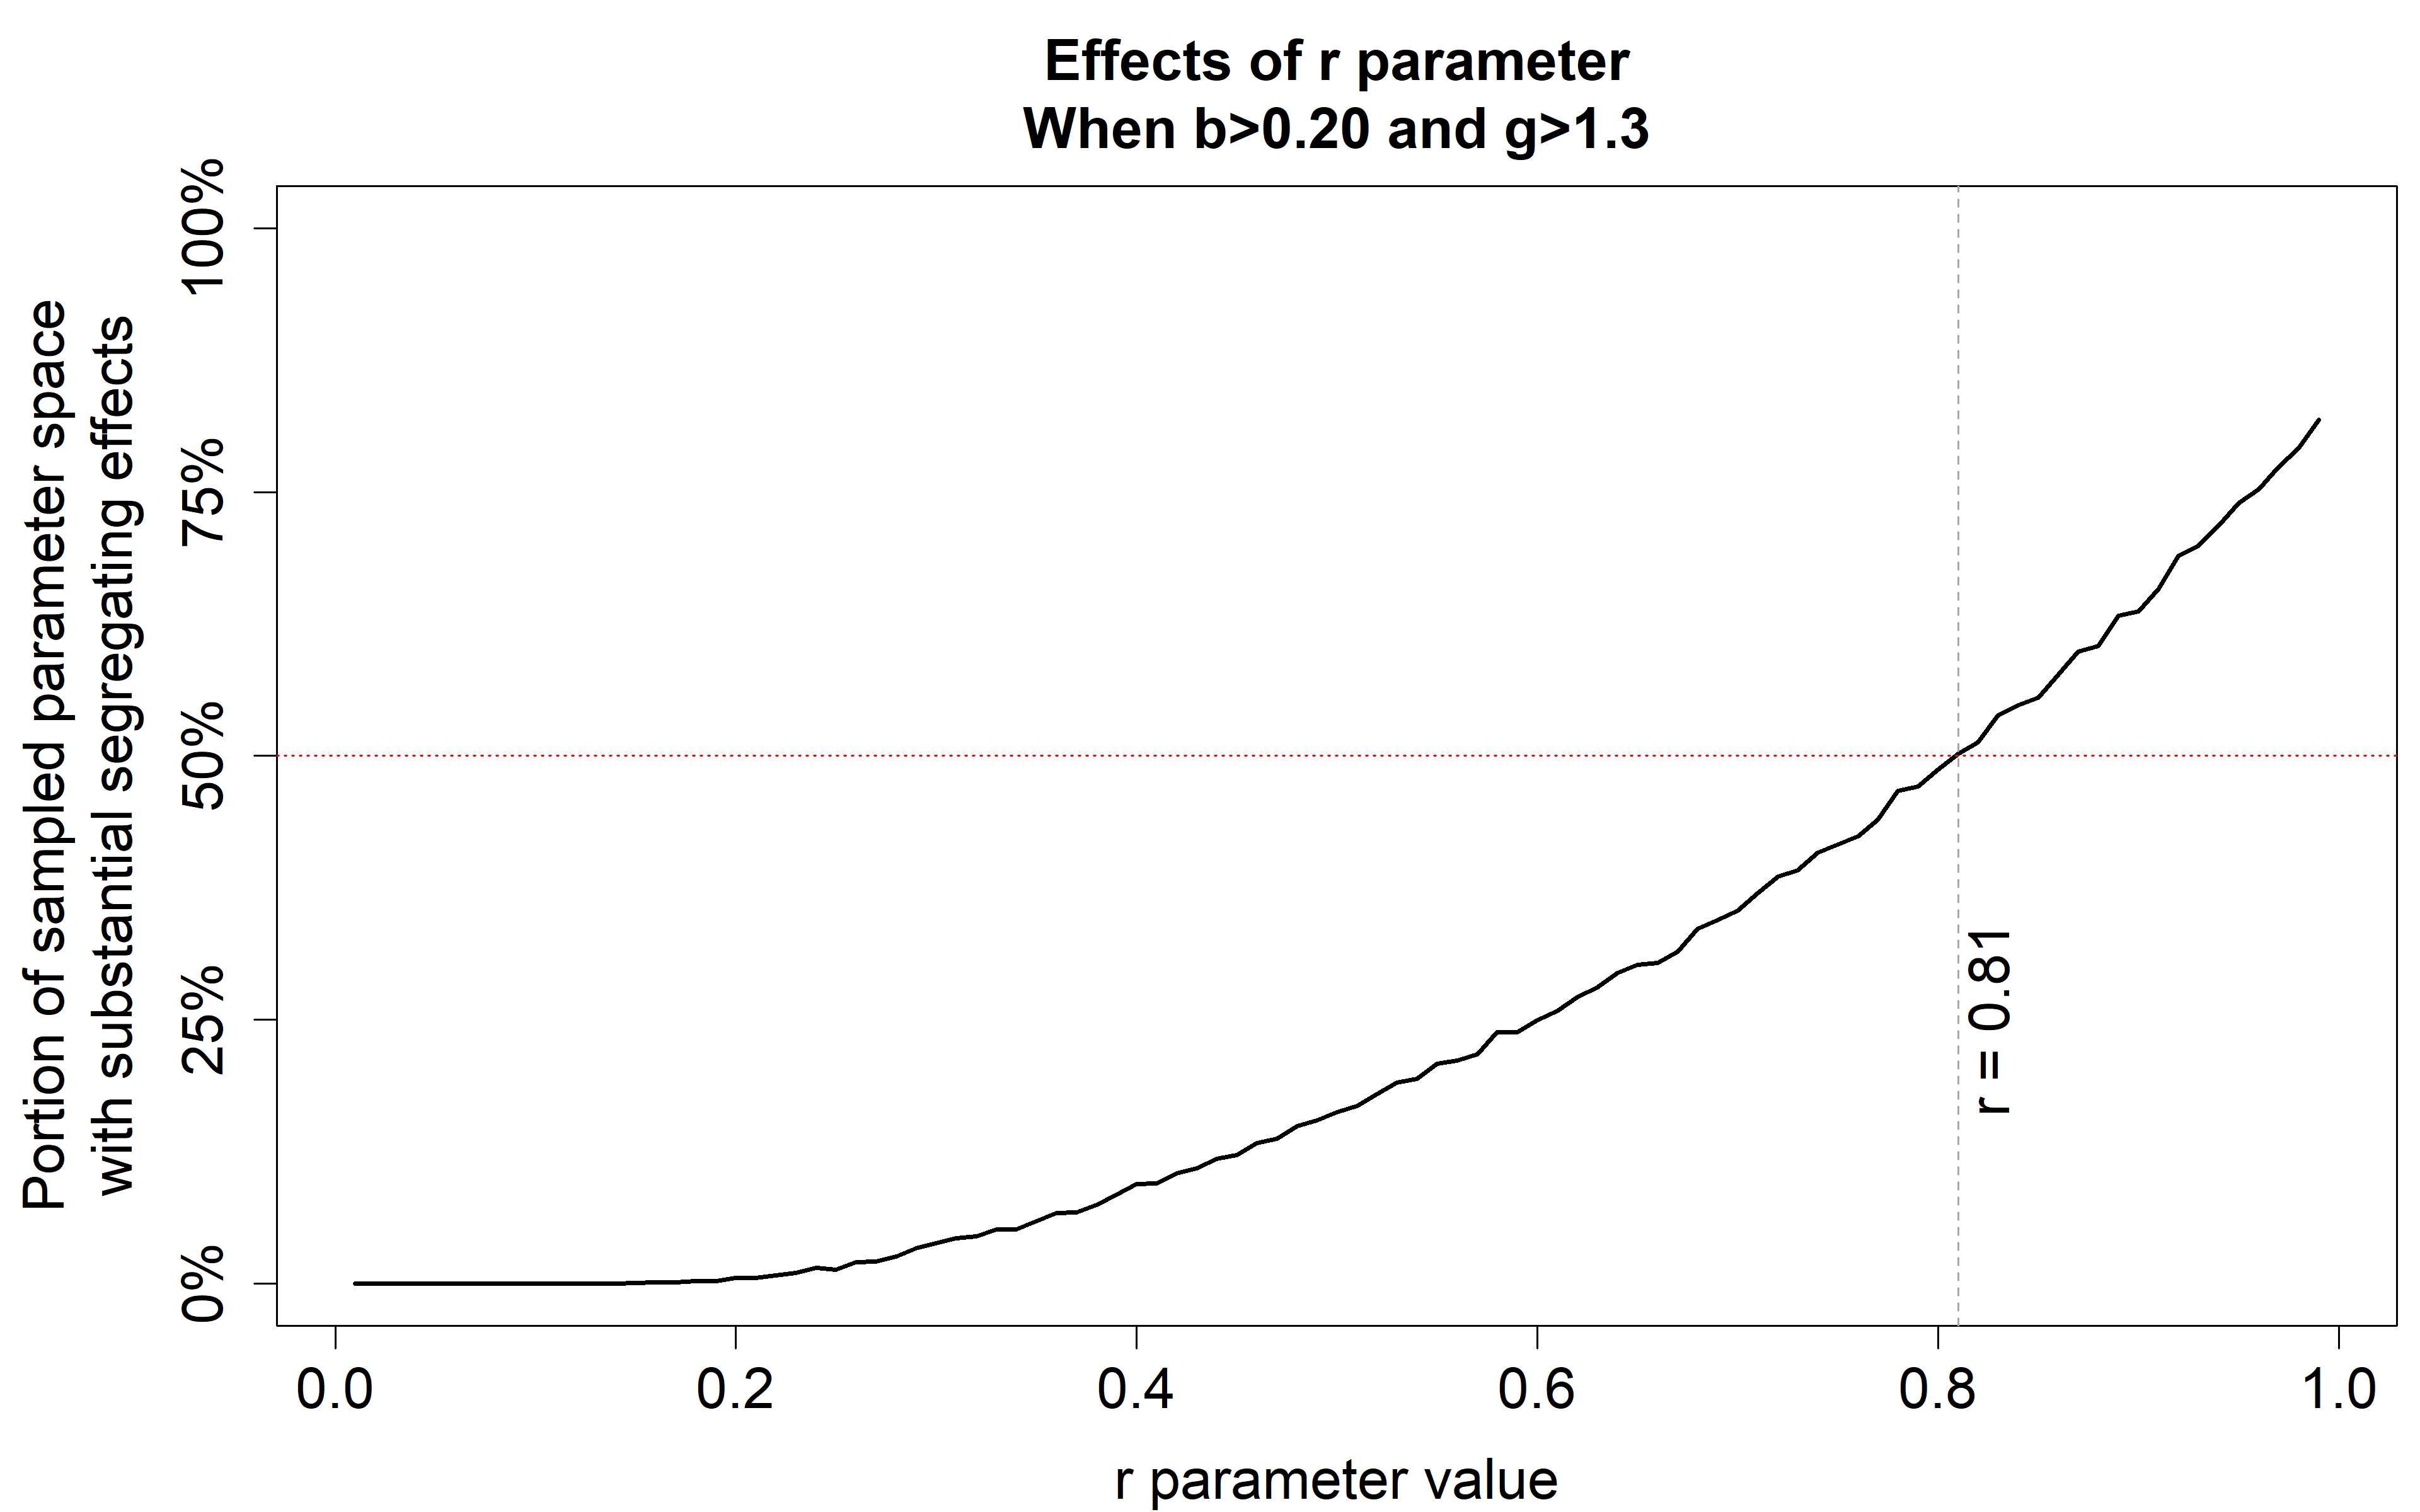 Effects of r parameter
When b>0.20 and g>1.3
Portion of sampled parameter space
with substantial segregating effects
100%
75%
50%
25%
0%
r = 0.81
0.0
0.2
0.4
0.6
0.8
1.0
r parameter value